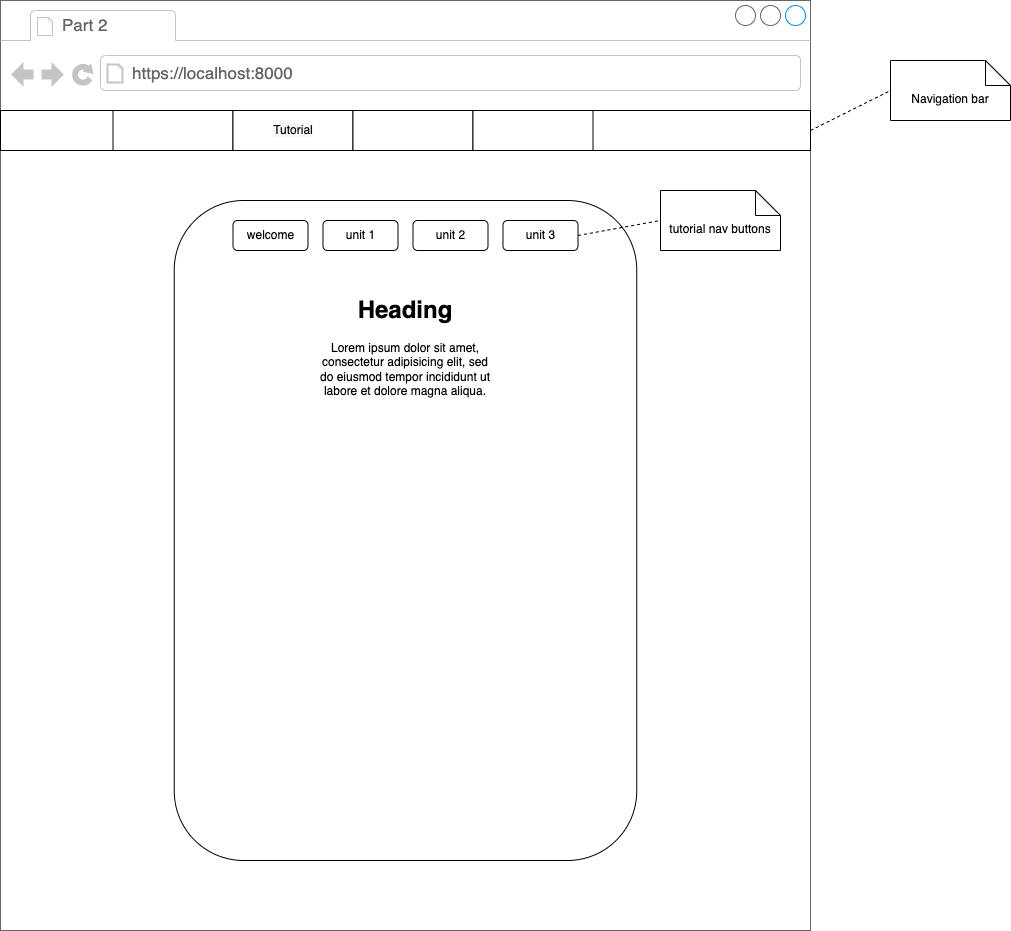 Part 2
https://localhost:8000
Navigation bar
Tutorial
welcome
unit 1
unit 2
unit 3
tutorial nav buttons
Heading
Lorem ipsum dolor sit amet,
consectetur adipisicing elit, sed
do eiusmod tempor incididunt ut
labore et dolore magna aliqua.